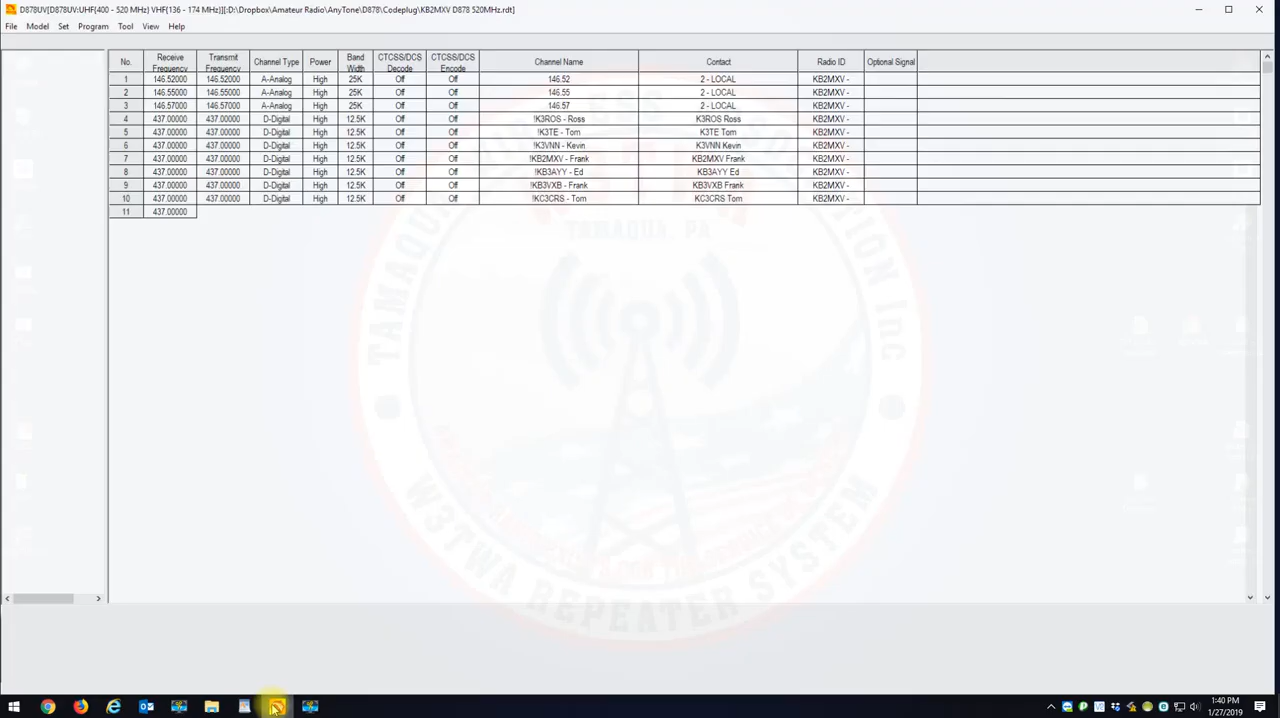 D878UV[D878UV:UHF(400 - 520 MHz) VHF(136 - 174 MHz)][:D:\Dropbox\Amateur Radio\AnyTone\D878\Codeplug\KB2MXV D878 520MHz.rdt]
File Model Set Program Tool View Help
No. Receive Frequency Transmit Frequency Channel Type Power Band Width CTCSS/DCS Decode CTCSS/DCS Encode Channel Name Contact Radio ID Optional Signal
1 146.52000 146.52000 A-Analog High 25K Off Off 146.52 2 - LOCAL KB2MXV -
2 146.55000 146.55000 A-Analog High 25K Off Off 146.55 2 - LOCAL KB2MXV -
3 146.57000 146.57000 A-Analog High 25K Off Off 146.57 2 - LOCAL KB2MXV -
4 437.00000 437.00000 D-Digital High 12.5K Off Off !K3ROS - Ross K3ROS Ross KB2MXV -
5 437.00000 437.00000 D-Digital High 12.5K Off Off !K3TE - Tom K3TE Tom KB2MXV -
6 437.00000 437.00000 D-Digital High 12.5K Off Off !K3VNN - Kevin K3VNN Kevin KB2MXV -
7 437.00000 437.00000 D-Digital High 12.5K Off Off !KB2MXV - Frank KB2MXV Frank KB2MXV -
8 437.00000 437.00000 D-Digital High 12.5K Off Off !KB3AYY - Ed KB3AYY Ed KB2MXV -
9 437.00000 437.00000 D-Digital High 12.5K Off Off !KB3VXB - Frank KB3VXB Frank KB2MXV -
10 437.00000 437.00000 D-Digital High 12.5K Off Off !KC3CRS - Tom KC3CRS Tom KB2MXV -
11 437.00000
TAMAQUA, PA
W3TWA REPEATER SYSTEM
1:40 PM
1/27/2019